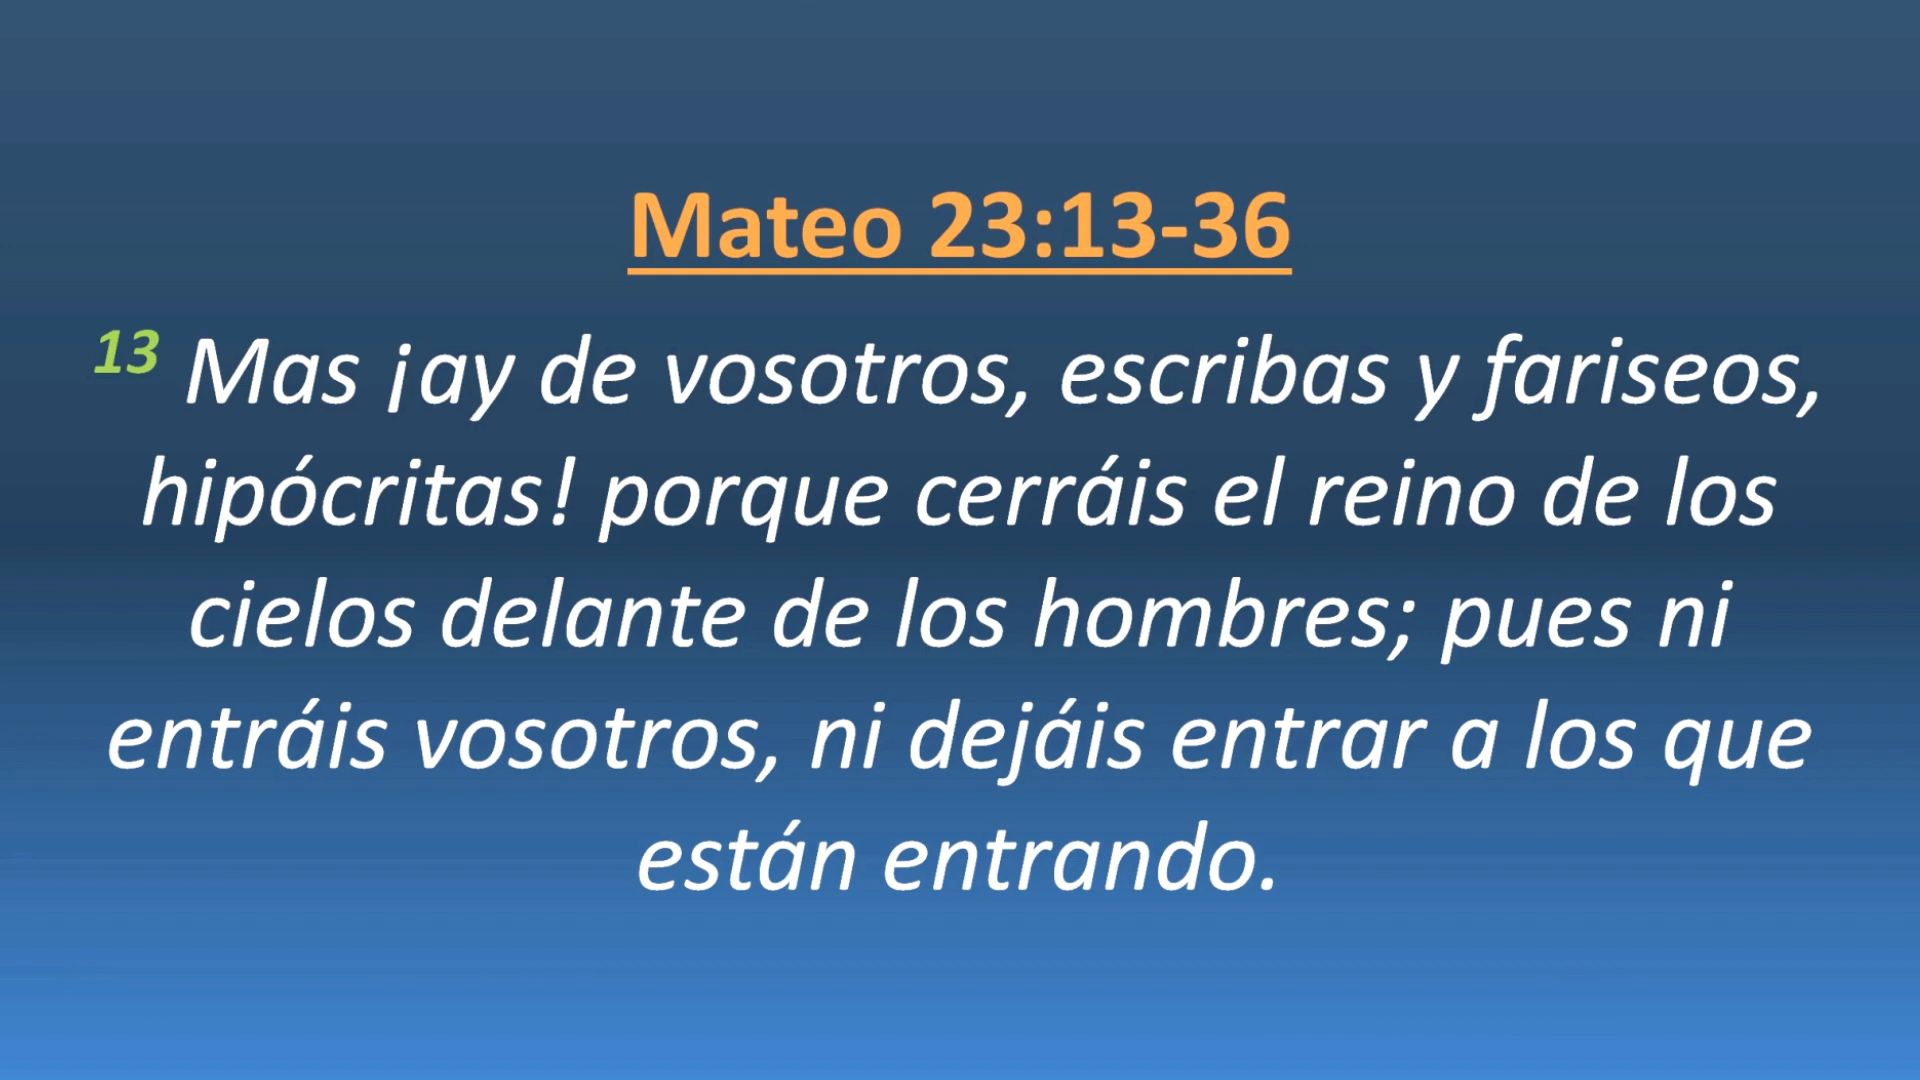 Mateo 23:13-36
13 Mas ¡ay de vosotros, escribas y fariseos,
hipócritas! porque cerráis el reino de los
cielos delante de los hombres; pues ni
entráis vosotros, ni dejáis entrar a los que
están entrando.